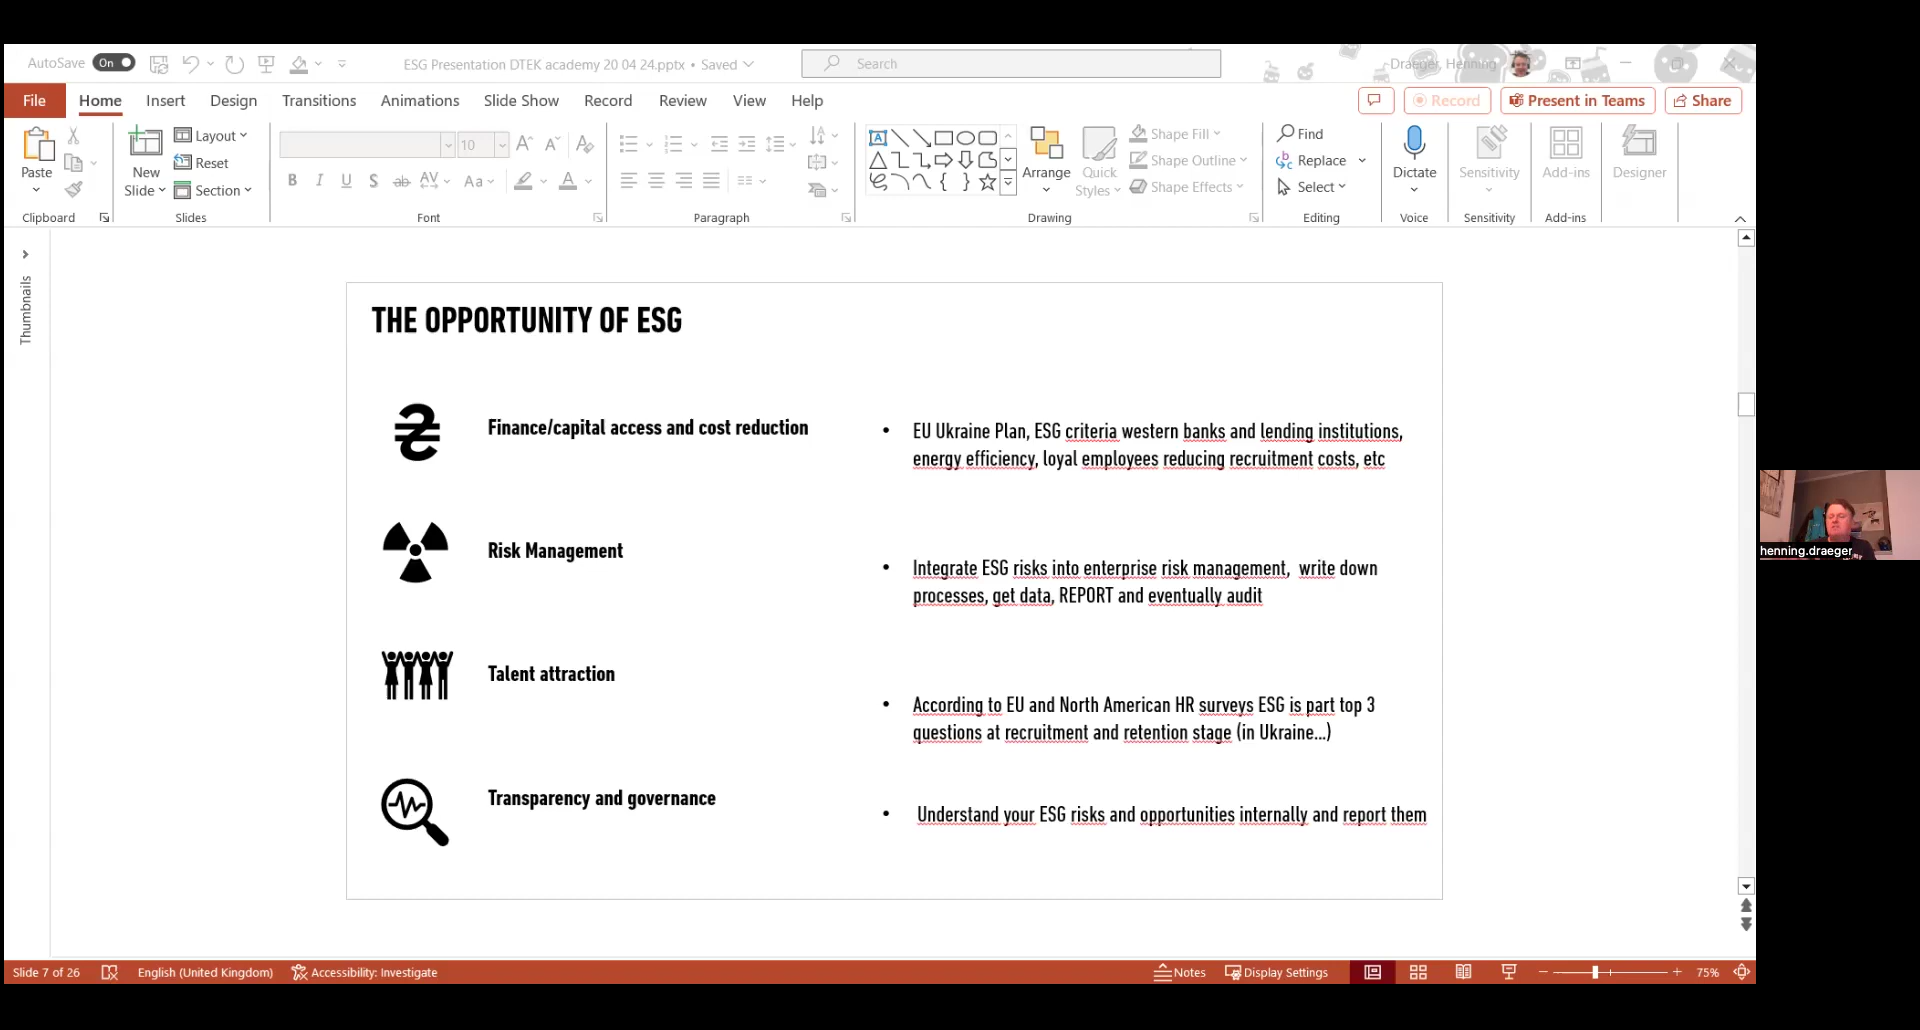 AutoSave On ESG Presentation DTEK academy 20 04 24.pptx • Saved Search Draeger, Henning
File Home Insert Design Transitions Animations Slide Show Record Review View Help Record Present in Teams Share
Paste
New Slide
Layout
Reset
Section
10
B I U S ab AV Aa A
Arrange
Quick Styles
Shape Fill
Shape Outline
Shape Effects
Find
Replace
Select
Dictate
Sensitivity
Add-ins
Designer
Clipboard Slides Font Paragraph Drawing Editing Voice Sensitivity Add-ins
Thumbnails
THE OPPORTUNITY OF ESG
₴ Finance/capital access and cost reduction
• EU Ukraine Plan, ESG criteria western banks and lending institutions,
energy efficiency, loyal employees reducing recruitment costs, etc
Risk Management
• Integrate ESG risks into enterprise risk management, write down
processes, get data, REPORT and eventually audit
Talent attraction
• According to EU and North American HR surveys ESG is part top 3
questions at recruitment and retention stage (in Ukraine...)
Transparency and governance
• Understand your ESG risks and opportunities internally and report them
henning.draeger
Slide 7 of 26 English (United Kingdom) Accessibility: Investigate Notes Display Settings 75%